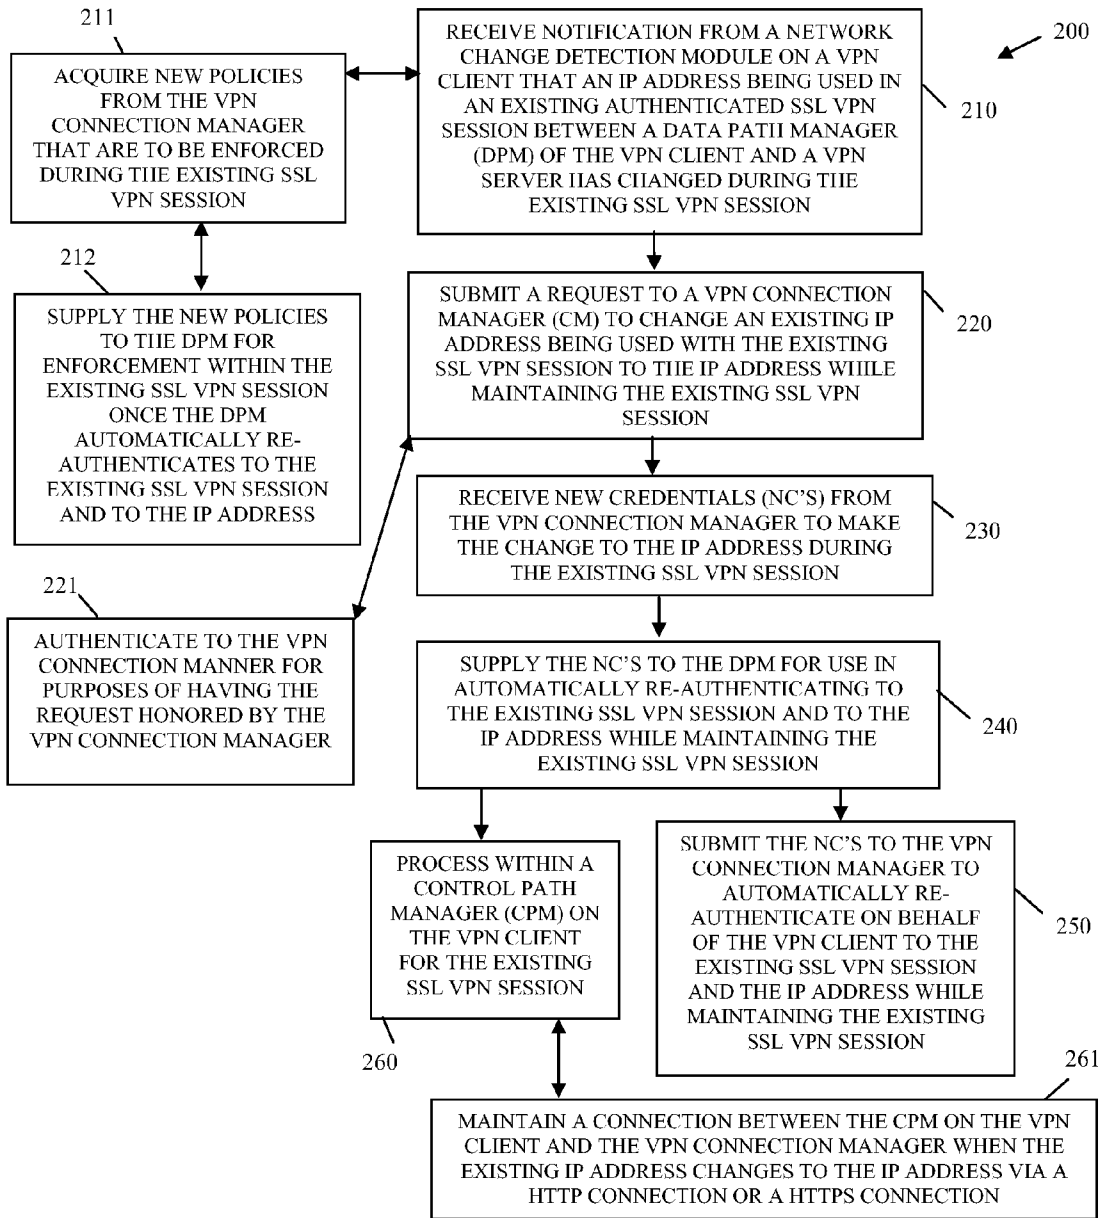 200
211
ACQUIRE NEW POLICIES
FROM THE VPN
CONNECTION MANAGER
THAT ARE TO BE ENFORCED
DURING THE EXISTING SSL
VPN SESSION
RECEIVE NOTIFICATION FROM A NETWORK
CHANGE DETECTION MODULE ON A VPN
CLIENT THAT AN IP ADDRESS BEING USED IN
AN EXISTING AUTHENTICATED SSL VPN
SESSION BETWEEN A DATA PATH MANAGER
(DPM) OF THE VPN CLIENT AND A VPN
SERVER HAS CHANGED DURING THE
EXISTING SSL VPN SESSION
210
212
SUPPLY THE NEW POLICIES
TO THE DPM FOR
ENFORCEMENT WITHIN THE
EXISTING SSL VPN SESSION
ONCE THE DPM
AUTOMATICALLY RE-
AUTHENTICATES TO THE
EXISTING SSL VPN SESSION
AND TO THE IP ADDRESS
SUBMIT A REQUEST TO A VPN CONNECTION
MANAGER (CM) TO CHANGE AN EXISTING IP
ADDRESS BEING USED WITH THE EXISTING
SSL VPN SESSION TO THE IP ADDRESS WHILE
MAINTAINING THE EXISTING SSL VPN
SESSION
220
RECEIVE NEW CREDENTIALS (NC'S) FROM
THE VPN CONNECTION MANAGER TO MAKE
THE CHANGE TO THE IP ADDRESS DURING
THE EXISTING SSL VPN SESSION
230
221
AUTHENTICATE TO THE VPN
CONNECTION MANNER FOR
PURPOSES OF HAVING THE
REQUEST HONORED BY THE
VPN CONNECTION MANAGER
SUPPLY THE NC'S TO THE DPM FOR USE IN
AUTOMATICALLY RE-AUTHENTICATING TO
THE EXISTING SSL VPN SESSION AND TO THE
IP ADDRESS WHILE MAINTAINING THE
EXISTING SSL VPN SESSION
240
PROCESS WITHIN A
CONTROL PATH
MANAGER (CPM) ON
THE VPN CLIENT
FOR THE EXISTING
SSL VPN SESSION
260
SUBMIT THE NC'S TO THE VPN
CONNECTION MANAGER TO
AUTOMATICALLY RE-
AUTHENTICATE ON BEHALF
OF THE VPN CLIENT TO THE
EXISTING SSL VPN SESSION
AND THE IP ADDRESS WHILE
MAINTAINING THE EXISTING
SSL VPN SESSION
250
261
MAINTAIN A CONNECTION BETWEEN THE CPM ON THE VPN
CLIENT AND THE VPN CONNECTION MANAGER WHEN THE
EXISTING IP ADDRESS CHANGES TO THE IP ADDRESS VIA A
HTTP CONNECTION OR A HTTPS CONNECTION